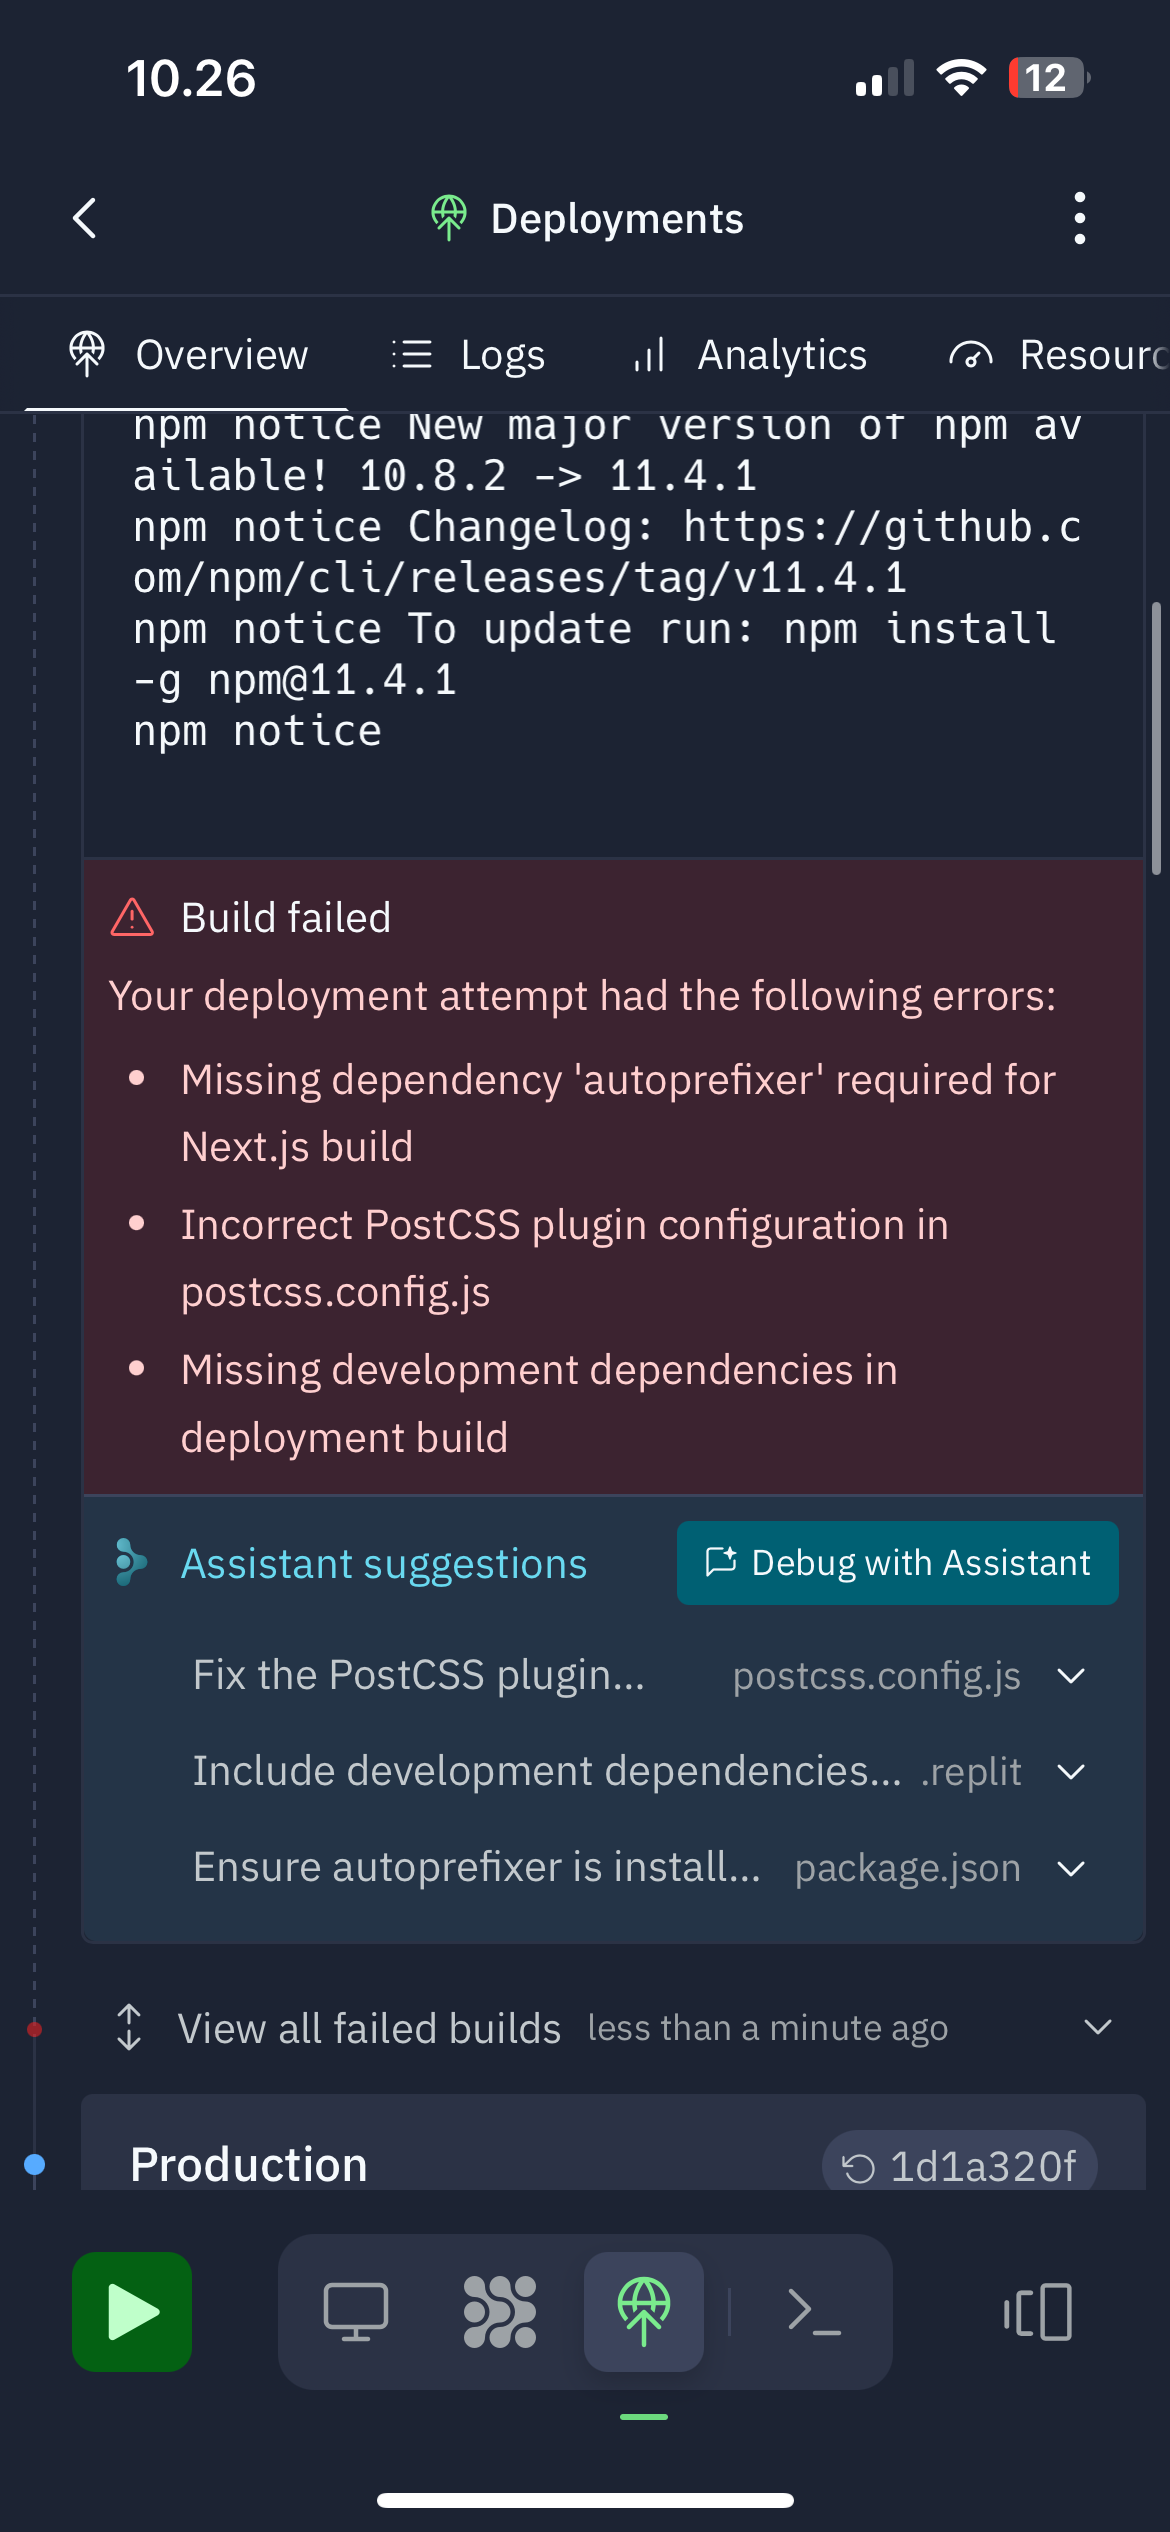 10.26
12
Deployments
Overview
Logs
Analytics
Resourc
npm notice New major version of npm av
ailable! 10.8.2 -> 11.4.1
npm notice Changelog: https://github.c
om/npm/cli/releases/tag/v11.4.1
npm notice To update run: npm install
-g npm@11.4.1
npm notice
Build failed
Your deployment attempt had the following errors:
• Missing dependency 'autoprefixer' required for
Next.js build
• Incorrect PostCSS plugin configuration in
postcss.config.js
• Missing development dependencies in
deployment build
Assistant suggestions
Debug with Assistant
Fix the PostCSS plugin... postcss.config.js
Include development dependencies... .replit
Ensure autoprefixer is install... package.json
View all failed builds less than a minute ago
Production
1d1a320f